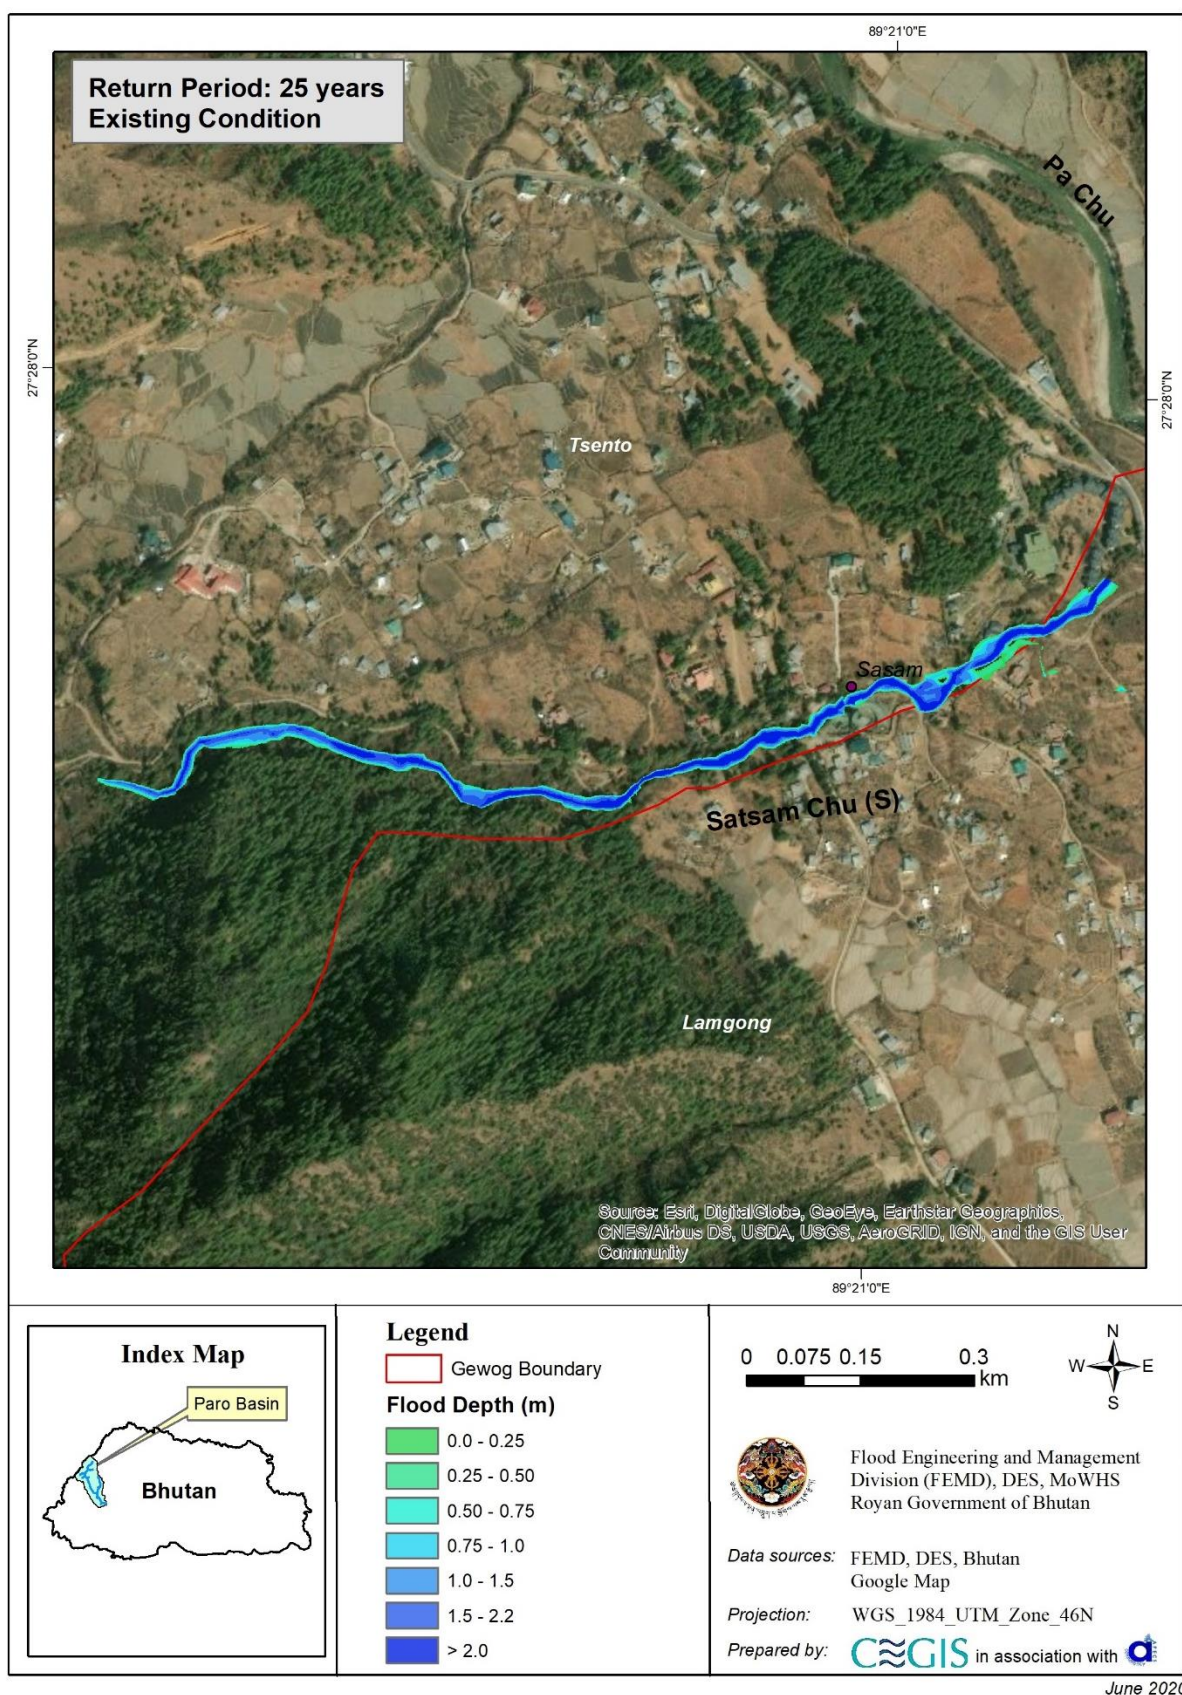 89°21'0"E
Return Period: 25 years
Existing Condition
Pa Chu
27°28'0"N
27°28'0"N
Tsento
Sasam
Satsam Chu (S)
Lamgong
Source: Esri, DigitalGlobe, GeoEye, Earthstar Geographics,
CNES/Airbus DS, USDA, USGS, AeroGRID, IGN, and the GIS User
Community
89°21'0"E
Index Map
Paro Basin
Bhutan
Legend
Gewog Boundary
Flood Depth (m)
0.0 - 0.25
0.25 - 0.50
0.50 - 0.75
0.75 - 1.0
1.0 - 1.5
1.5 - 2.2
> 2.0
0 0.075 0.15 0.3
km
N
W E
S
Flood Engineering and Management
Division (FEMD), DES, MoWHS
Royan Government of Bhutan
Data sources: FEMD, DES, Bhutan
Google Map
Projection: WGS_1984_UTM_Zone_46N
Prepared by: CEGIS in association with
June 2020